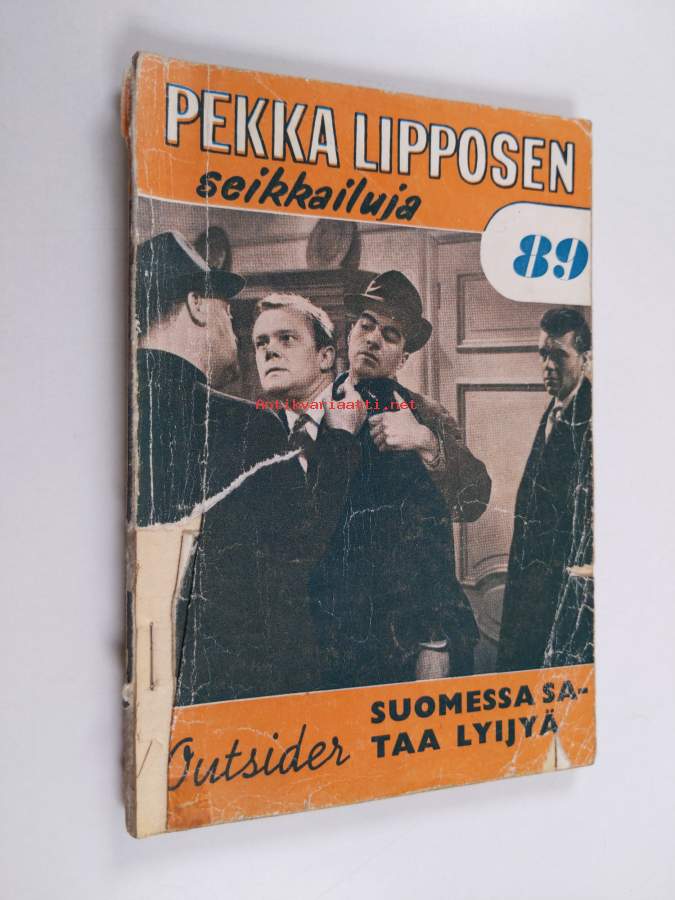 PEKKA LIPPOSEN
seikkailuja
89
Antikvariaatti.net
Outsider
SUOMESSA SA-
TAA LYIJYÄ